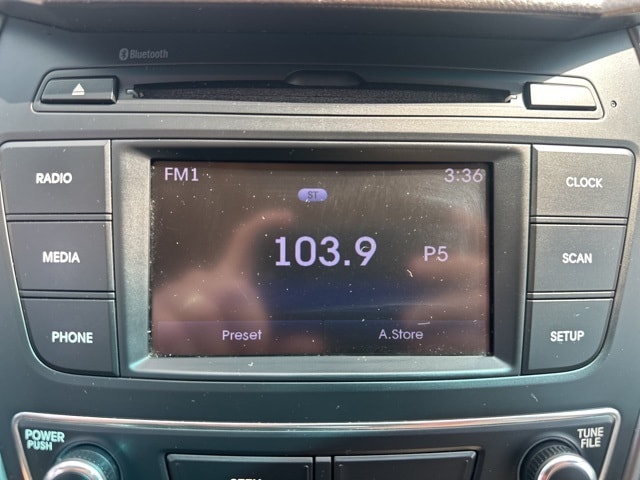 Bluetooth
RADIO
MEDIA
PHONE
FM1
3:36
ST
103.9
P5
Preset
A.Store
CLOCK
SCAN
SETUP
POWER
PUSH
TUNE
FILE